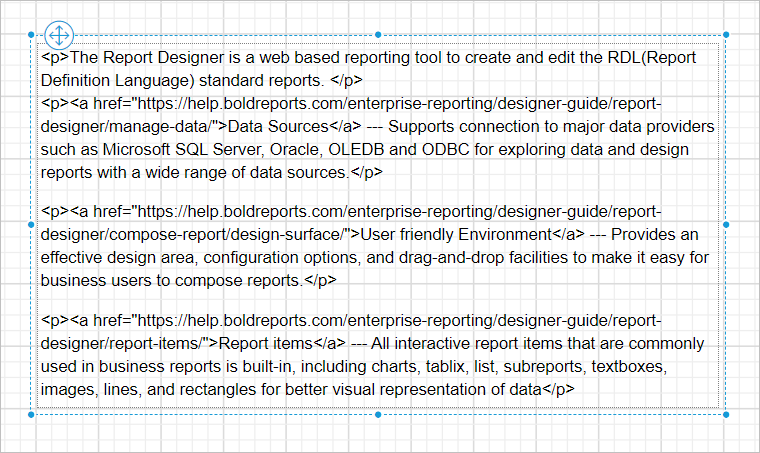 <p>The Report Designer is a web based reporting tool to create and edit the RDL(Report
Definition Language) standard reports. </p>
<p><a href="https://help.boldreports.com/enterprise-reporting/designer-guide/report-
designer/manage-data/">Data Sources</a> --- Supports connection to major data providers
such as Microsoft SQL Server, Oracle, OLEDB and ODBC for exploring data and design
reports with a wide range of data sources.</p>
<p><a href="https://help.boldreports.com/enterprise-reporting/designer-guide/report-
designer/compose-report/design-surface/">User friendly Environment</a> --- Provides an
effective design area, configuration options, and drag-and-drop facilities to make it easy for
business users to compose reports.</p>
<p><a href="https://help.boldreports.com/enterprise-reporting/designer-guide/report-
designer/report-items/">Report items</a> --- All interactive report items that are commonly
used in business reports is built-in, including charts, tablix, list, subreports, textboxes,
images, lines, and rectangles for better visual representation of data</p>